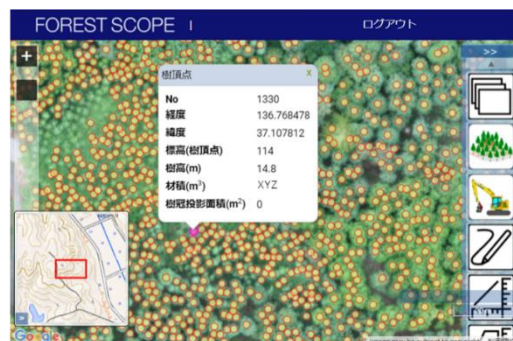 FOREST SCOPE I
ログアウト
>>
樹頂点 x
No 1330
経度 136.768478
緯度 37.107812
標高(樹頂点) 114
樹高(m) 14.8
材積(m³) XYZ
樹冠投影面積(m²) 0
Google